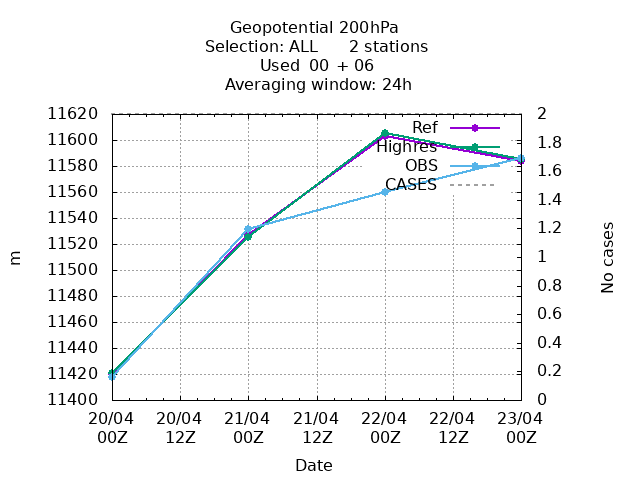 Geopotential 200hPa
Selection: ALL 2 stations
Used 00 + 06
Averaging window: 24h
11620
11600
11580
11560
11540
11520
11500
11480
11460
11440
11420
11400
m
2
1.8
1.6
1.4
1.2
1
0.8
0.6
0.4
0.2
0
No cases
Ref
Highres
OBS
CASES
20/04 20/04 21/04 21/04 22/04 22/04 23/04
00Z 12Z 00Z 12Z 00Z 12Z 00Z
Date